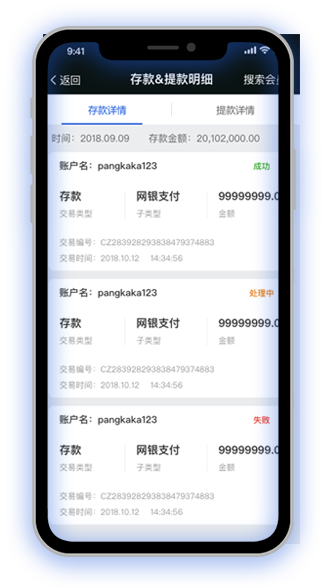 9:41
返回 存款&提款明细 搜索会
存款详情 提款详情
时间：2018.09.09 存款金额：20,102,000.00
账户名：pangkaka123 成功
存款 网银支付 99999999.0
交易类型 子类型 金额
交易编号：CZ283928293838479374883
交易时间：2018.10.12 14:34:56
账户名：pangkaka123 处理中
存款 网银支付 99999999.0
交易类型 子类型 金额
交易编号：CZ283928293838479374883
交易时间：2018.10.12 14:34:56
账户名：pangkaka123 失败
存款 网银支付 99999999.0
交易类型 子类型 金额
交易编号：CZ283928293838479374883
交易时间：2018.10.12 14:34:56